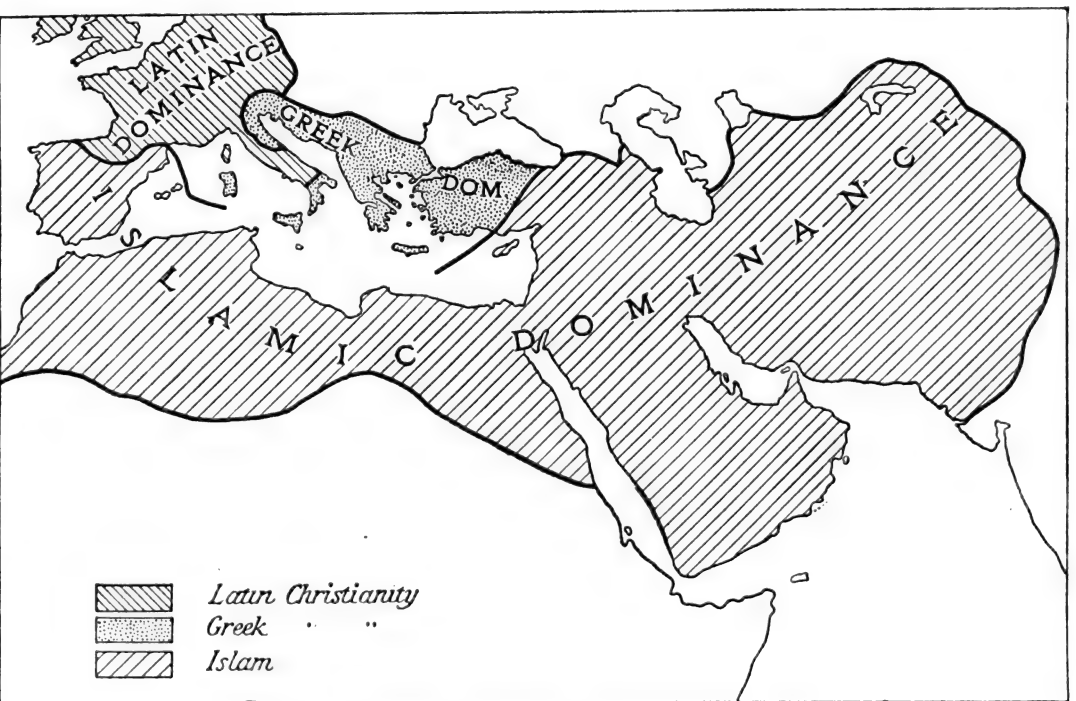 LATIN
DOMINANCE
GREEK
DOM
ISLAMIC DOMINANCE
Latin Christianity
Greek " "
Islam